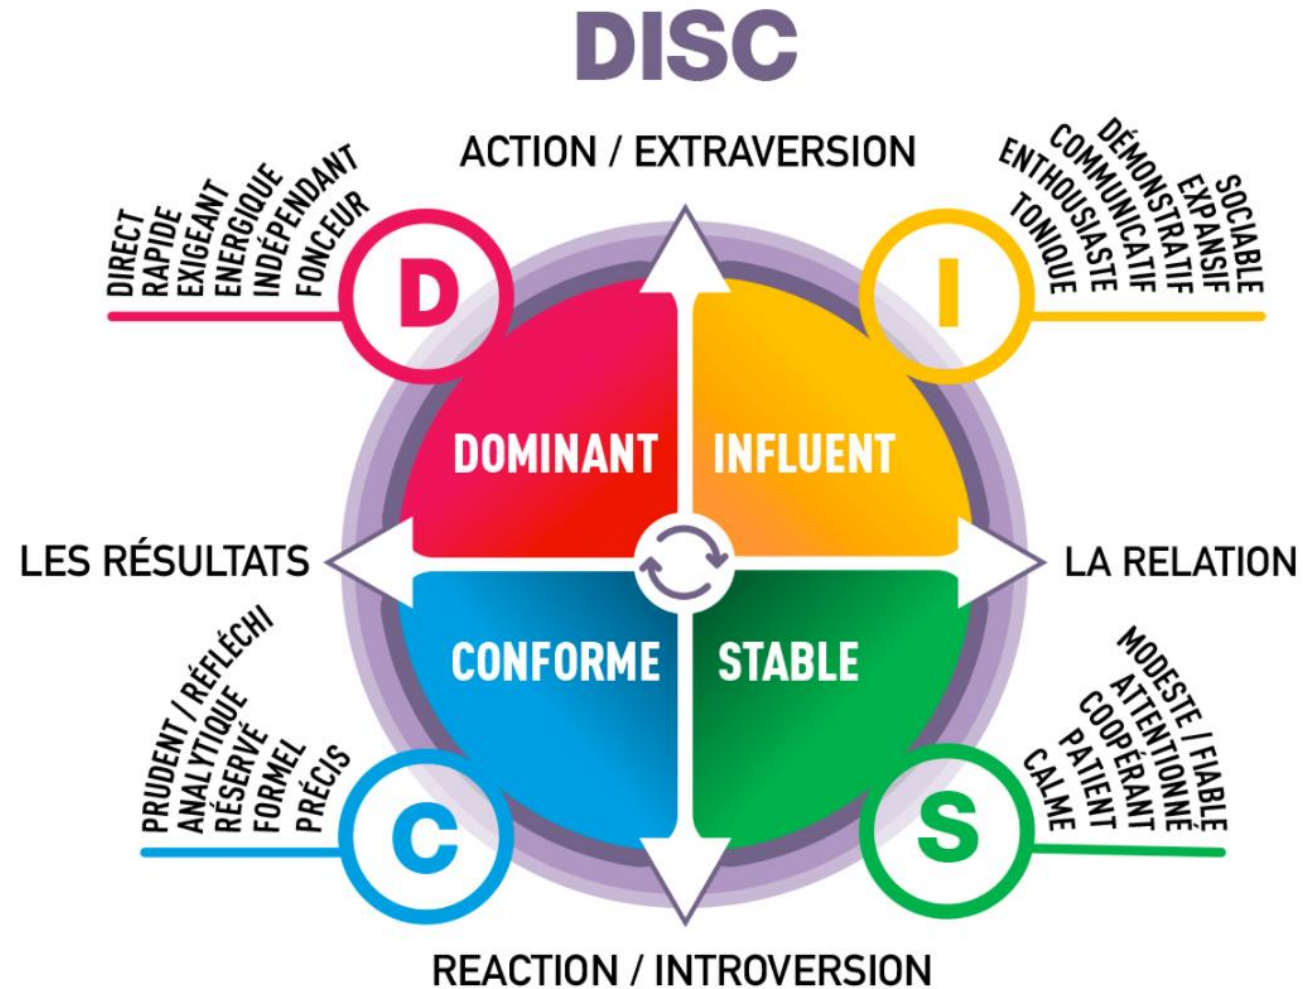 DISC
ACTION / EXTRAVERSION
DIRECT
RAPIDE
EXIGEANT
ENERGIQUE
INDÉPENDANT
FONCEUR
D
I
TONIQUE
ENTHOUSIASTE
COMMUNICATIF
DÉMONSTRATIF
EXPANSIF
SOCIABLE
DOMINANT
INFLUENT
LES RÉSULTATS
LA RELATION
CONFORME
STABLE
PRUDENT / RÉFLÉCHI
ANALYTIQUE
RÉSERVÉ
FORMEL
PRÉCIS
C
S
CALME
PATIENT
COOPÉRANT
ATTENTIONNÉ
MODESTE / FIABLE
REACTION / INTROVERSION